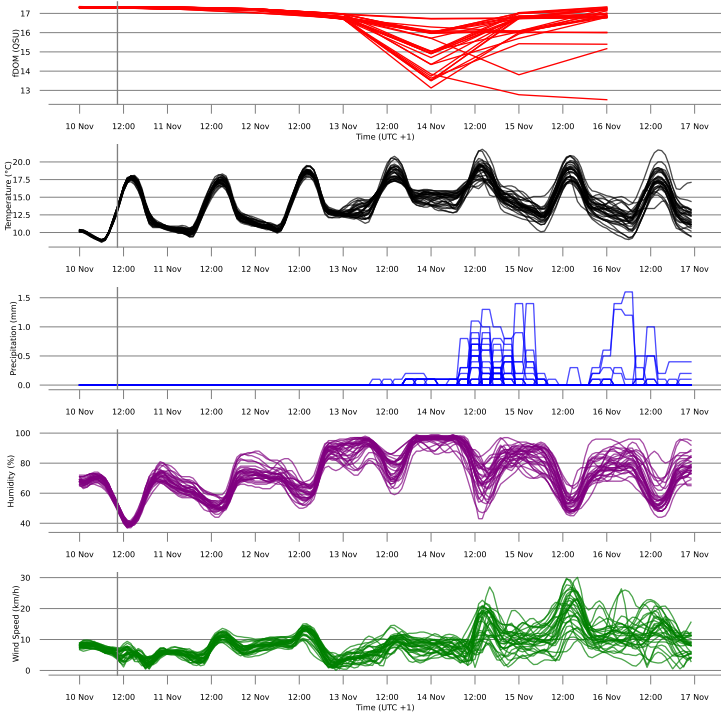 17
16
15
14
13
fDOM (QSU)
10 Nov 12:00 11 Nov 12:00 12 Nov 12:00 13 Nov 12:00 14 Nov 12:00 15 Nov 12:00 16 Nov 12:00 17 Nov
Time (UTC +1)
20.0
17.5
15.0
12.5
10.0
Temperature (°C)
10 Nov 12:00 11 Nov 12:00 12 Nov 12:00 13 Nov 12:00 14 Nov 12:00 15 Nov 12:00 16 Nov 12:00 17 Nov
1.5
1.0
0.5
0.0
Precipitation (mm)
10 Nov 12:00 11 Nov 12:00 12 Nov 12:00 13 Nov 12:00 14 Nov 12:00 15 Nov 12:00 16 Nov 12:00 17 Nov
100
80
60
40
Humidity (%)
10 Nov 12:00 11 Nov 12:00 12 Nov 12:00 13 Nov 12:00 14 Nov 12:00 15 Nov 12:00 16 Nov 12:00 17 Nov
30
20
10
0
Wind Speed (km/h)
10 Nov 12:00 11 Nov 12:00 12 Nov 12:00 13 Nov 12:00 14 Nov 12:00 15 Nov 12:00 16 Nov 12:00 17 Nov
Time (UTC +1)